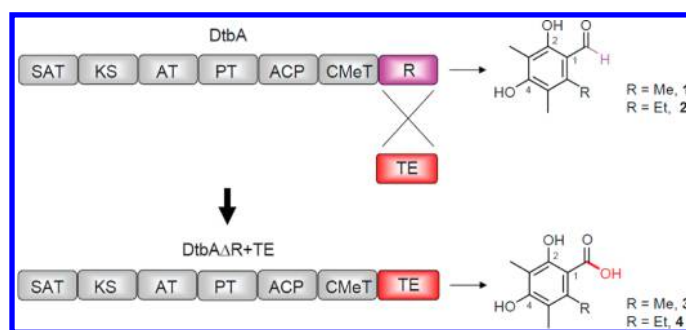 DtbA
SAT KS AT PT ACP CMeT R
OH O
2
1 H
4
HO R
R = Me, 1
R = Et, 2
TE
DtbAΔR+TE
SAT KS AT PT ACP CMeT TE
OH O
2
1 OH
4
HO R
R = Me, 3
R = Et, 4